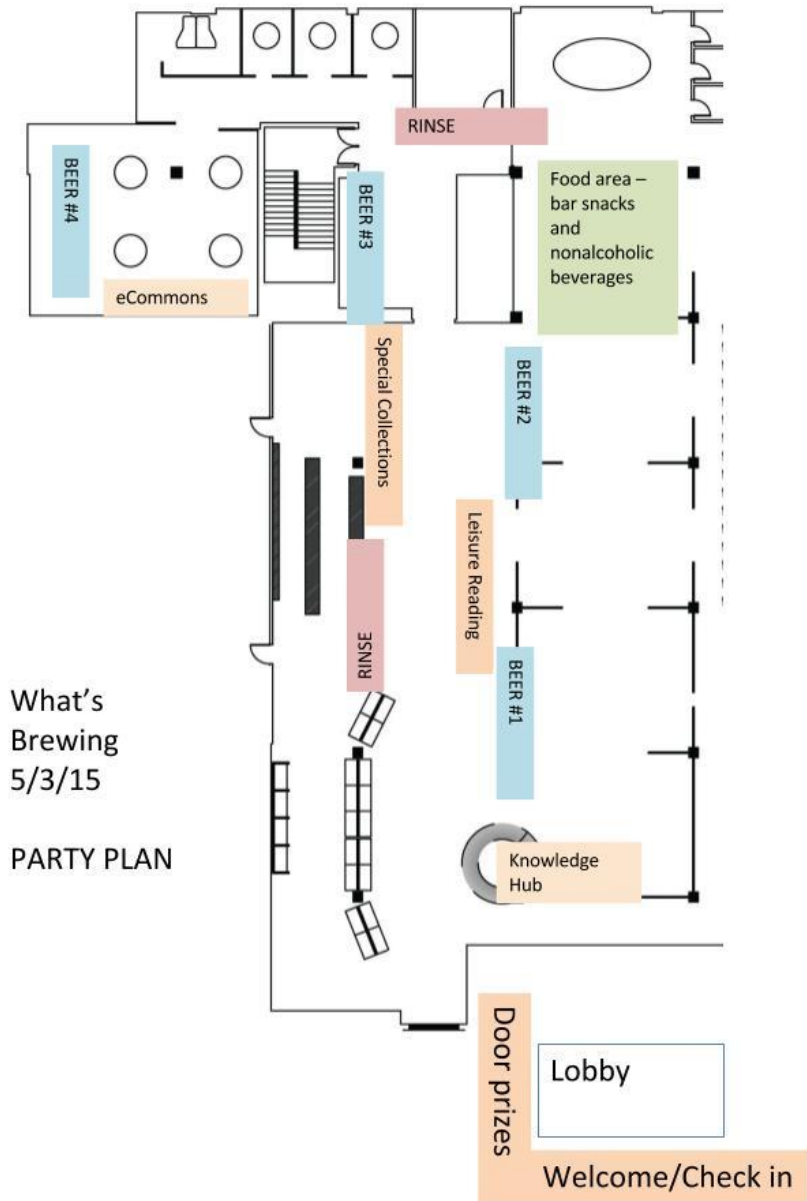 RINSE
Food area –
bar snacks
and
nonalcoholic
beverages
BEER #4
BEER #3
eCommons
Special Collections
BEER #2
Leisure Reading
RINSE
BEER #1
What’s
Brewing
5/3/15
PARTY PLAN
Knowledge
Hub
Door prizes
Lobby
Welcome/Check in